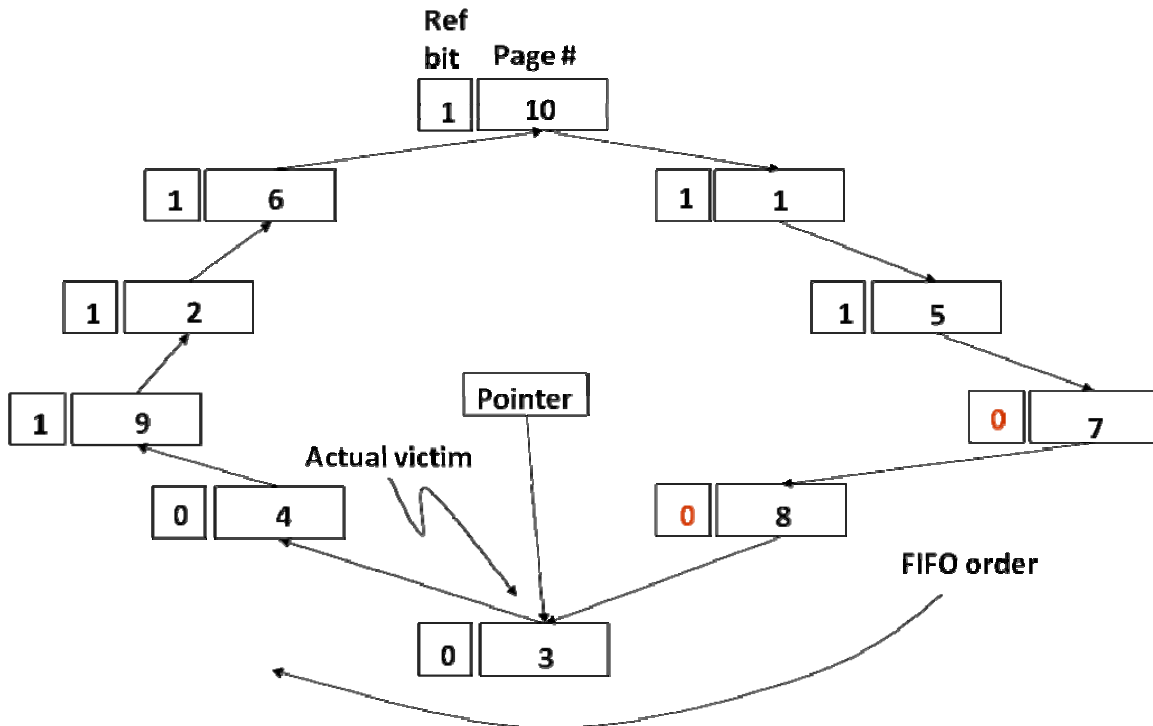 Ref
bit Page #
1 10
1 6 1 1
1 2 1 5
1 9 Pointer 0 7
Actual victim
0 4 0 8
FIFO order
0 3